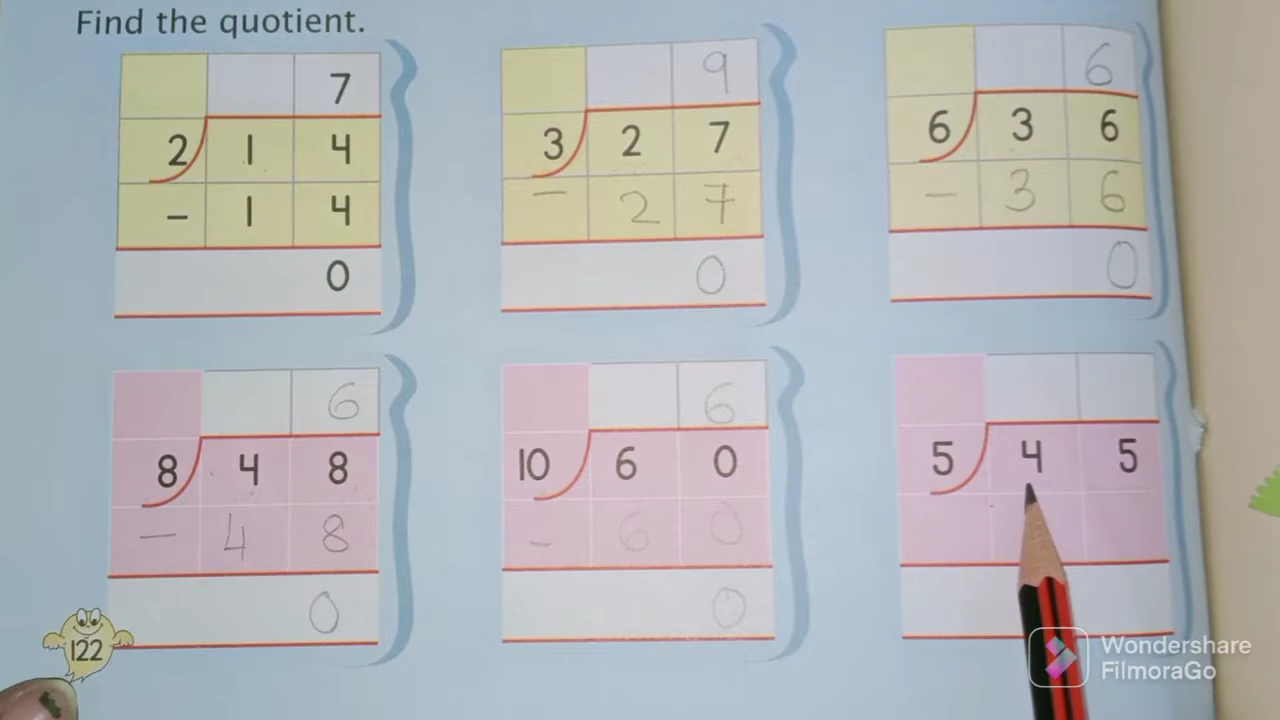 Find the quotient.
7
2 1 4
- 1 4
0
9
3 2 7
- 2 7
0
6
6 3 6
- 3 6
0
6
8 4 8
- 4 8
0
6
10 6 0
- 6 0
0
5 4 5
122
Wondershare
FilmoraGo